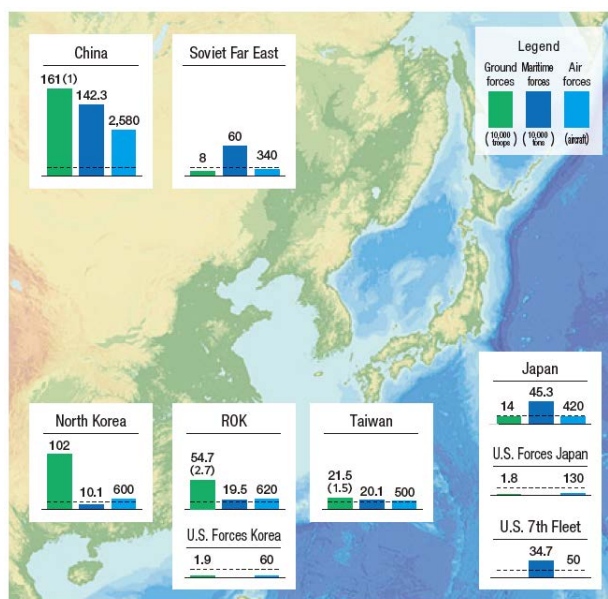 China
161(1)
142.3
2,580
Soviet Far East
8
60
340
Legend
Ground forces
Maritime forces
Air forces
(10,000 troops)
(10,000 tons)
(aircraft)
North Korea
102
10.1
600
ROK
54.7
(2.7)
19.5
620
U.S. Forces Korea
1.9
60
Taiwan
21.5
(1.5)
20.1
500
Japan
14
45.3
420
U.S. Forces Japan
1.8
130
U.S. 7th Fleet
34.7
50